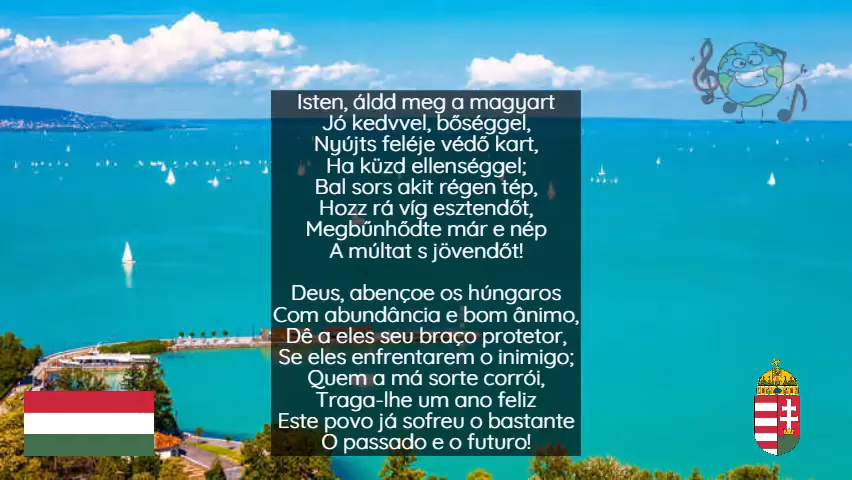 Isten, áldd meg a magyart
Jó kedvvel, bőséggel,
Nyújts feléje védő kart,
Ha küzd ellenséggel;
Bal sors akit régen tép,
Hozz rá víg esztendőt,
Megbűnhődte már e nép
A múltat s jövendőt!
Deus, abençoe os húngaros
Com abundância e bom ânimo,
Dê a eles seu braço protetor,
Se eles enfrentarem o inimigo;
Quem a má sorte corrói,
Traga-lhe um ano feliz
Este povo já sofreu o bastante
O passado e o futuro!